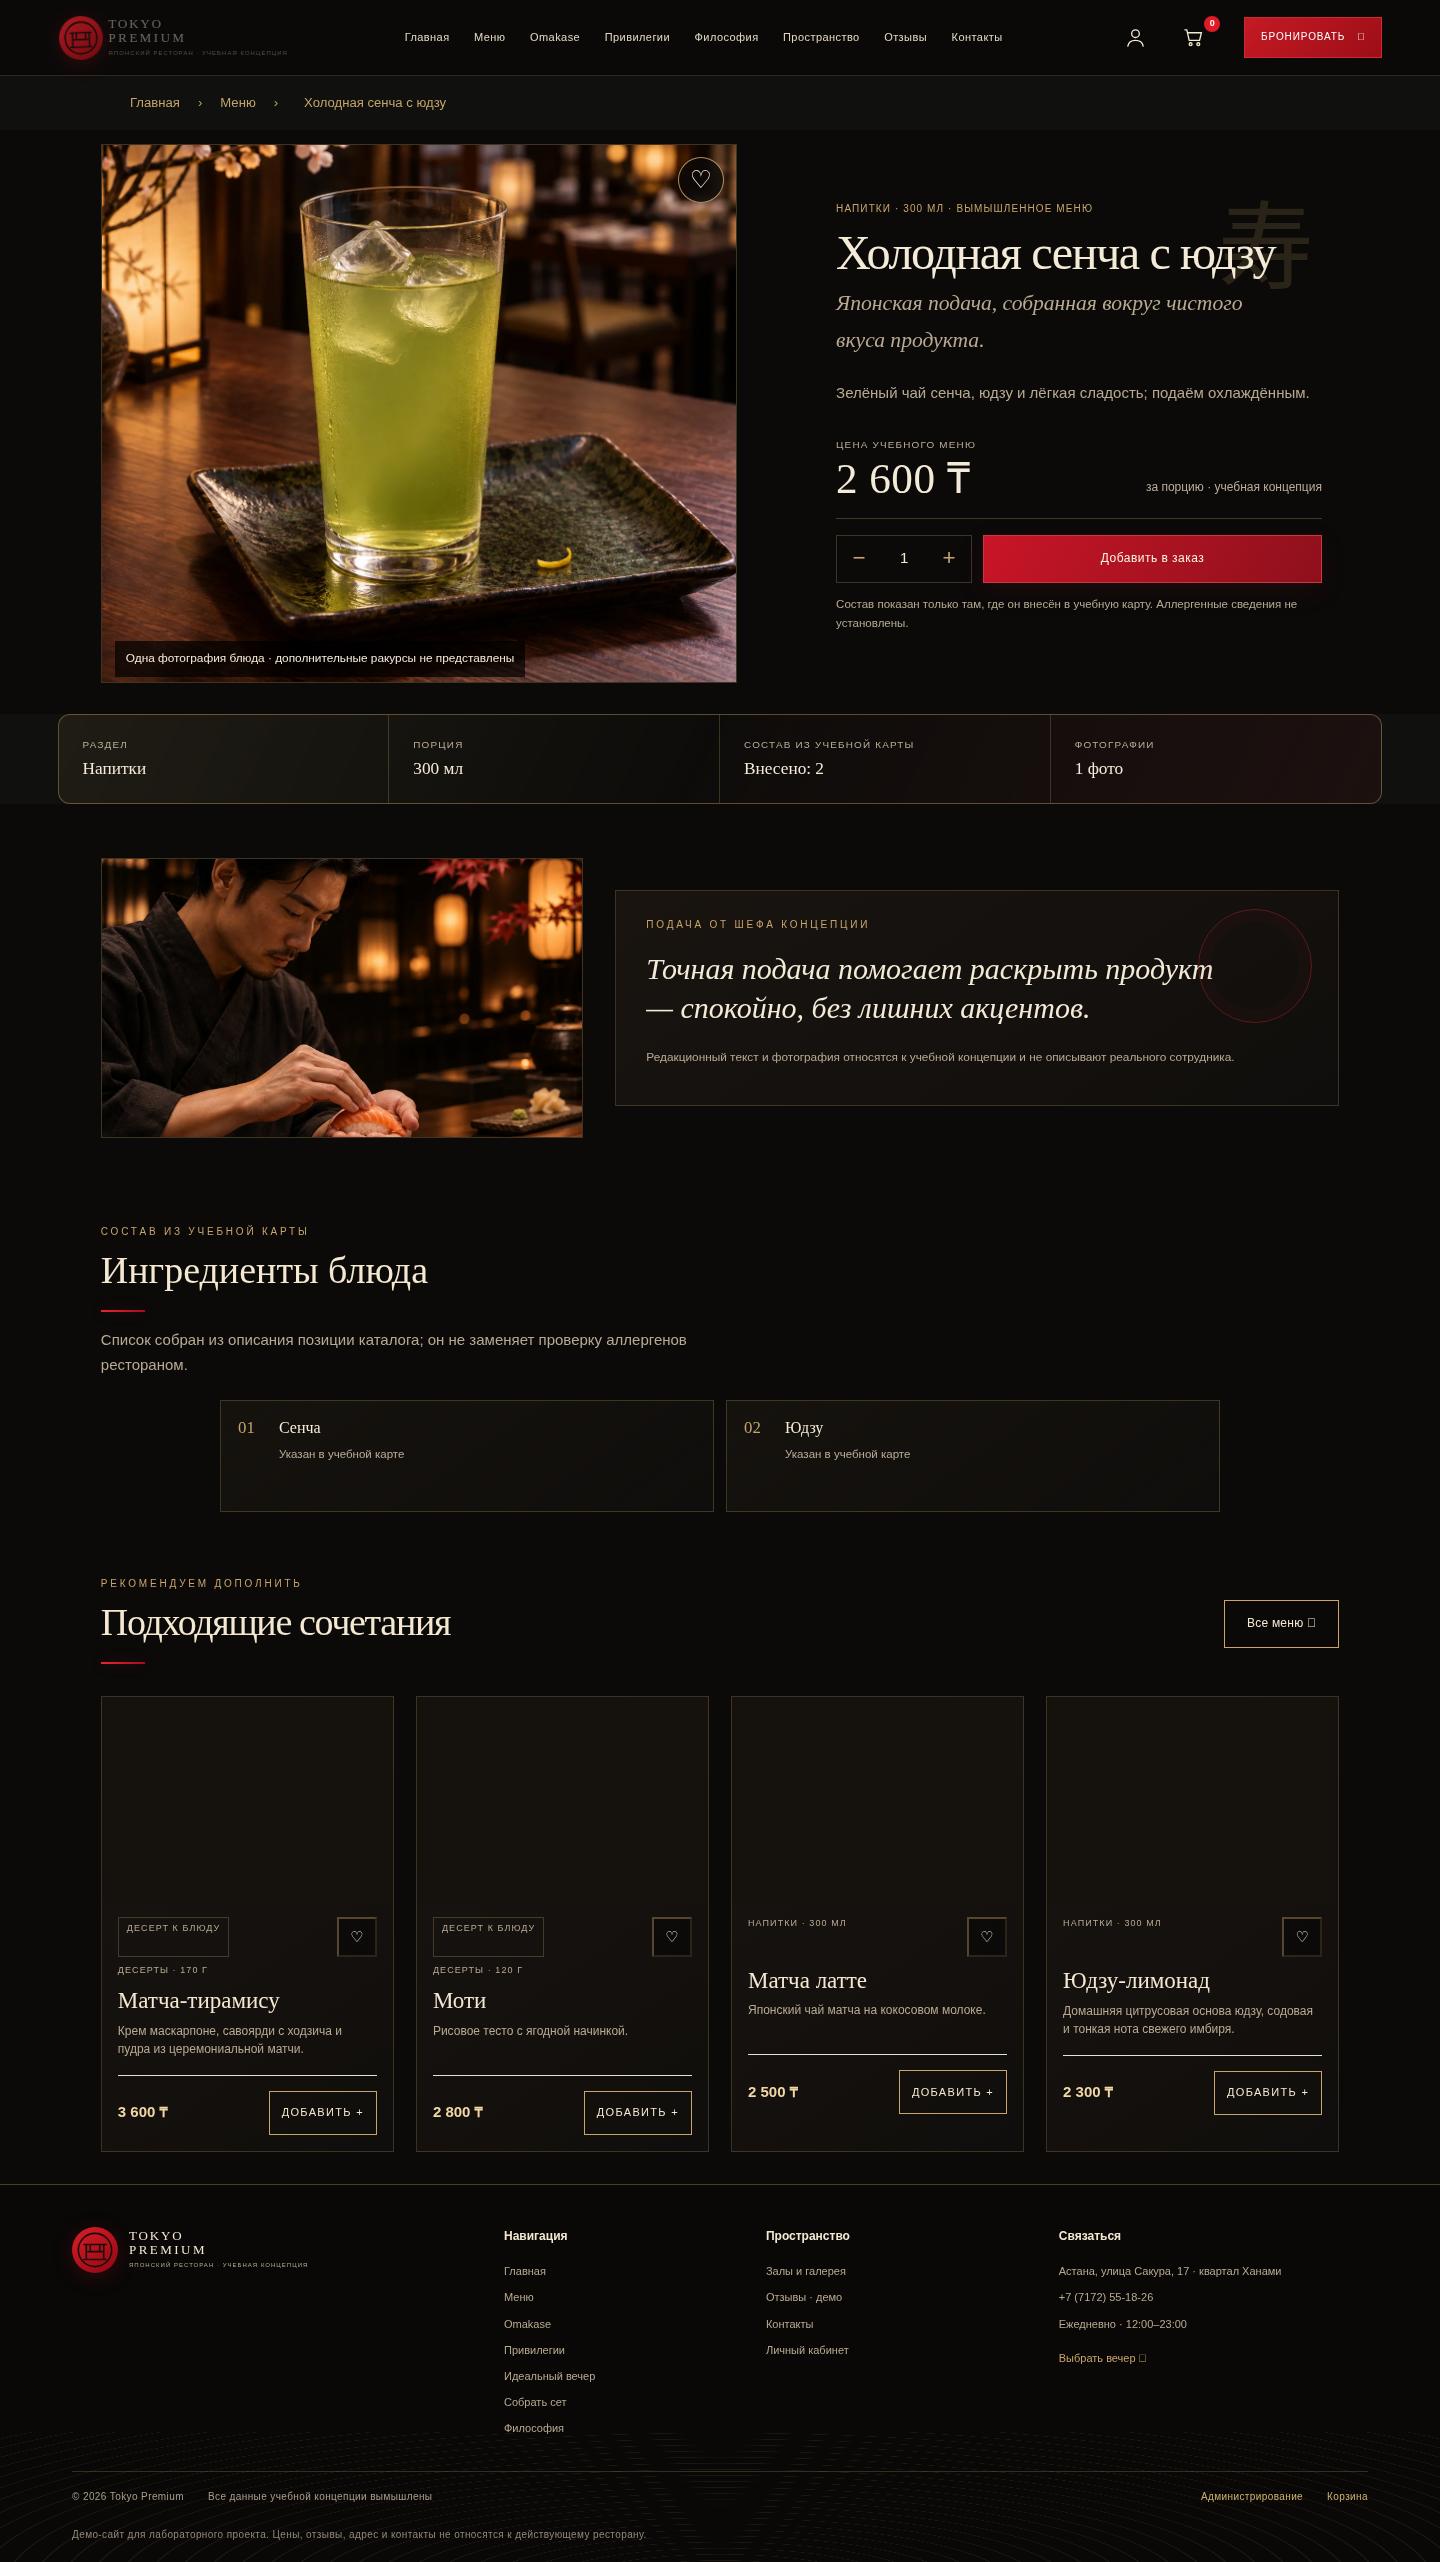 TOKYO
PREMIUM
ЯПОНСКИЙ РЕСТОРАН · УЧЕБНАЯ КОНЦЕПЦИЯ
Главная Меню Omakase Привилегии Философия Пространство Отзывы Контакты
0
БРОНИРОВАТЬ
Главная › Меню › Холодная сенча с юдзу
НАПИТКИ · 300 МЛ · ВЫМЫШЛЕННОЕ МЕНЮ
寿
Холодная сенча с юдзу
Японская подача, собранная вокруг чистого
вкуса продукта.
Зелёный чай сенча, юдзу и лёгкая сладость; подаём охлаждённым.
ЦЕНА УЧЕБНОГО МЕНЮ
2 600 ₸
за порцию · учебная концепция
− 1 +
Добавить в заказ
Состав показан только там, где он внесён в учебную карту. Аллергенные сведения не
установлены.
Одна фотография блюда · дополнительные ракурсы не представлены
РАЗДЕЛ
Напитки
ПОРЦИЯ
300 мл
СОСТАВ ИЗ УЧЕБНОЙ КАРТЫ
Внесено: 2
ФОТОГРАФИИ
1 фото
ПОДАЧА ОТ ШЕФА КОНЦЕПЦИИ
Точная подача помогает раскрыть продукт
— спокойно, без лишних акцентов.
Редакционный текст и фотография относятся к учебной концепции и не описывают реального сотрудника.
СОСТАВ ИЗ УЧЕБНОЙ КАРТЫ
Ингредиенты блюда
Список собран из описания позиции каталога; он не заменяет проверку аллергенов
рестораном.
01 Сенча
Указан в учебной карте
02 Юдзу
Указан в учебной карте
РЕКОМЕНДУЕМ ДОПОЛНИТЬ
Подходящие сочетания
Все меню
ДЕСЕРТ К БЛЮДУ
ДЕСЕРТЫ · 170 Г
Матча-тирамису
Крем маскарпоне, савоярди с ходзича и
пудра из церемониальной матчи.
3 600 ₸
ДОБАВИТЬ +
ДЕСЕРТ К БЛЮДУ
ДЕСЕРТЫ · 120 Г
Моти
Рисовое тесто с ягодной начинкой.
2 800 ₸
ДОБАВИТЬ +
НАПИТКИ · 300 МЛ
Матча латте
Японский чай матча на кокосовом молоке.
2 500 ₸
ДОБАВИТЬ +
НАПИТКИ · 300 МЛ
Юдзу-лимонад
Домашняя цитрусовая основа юдзу, содовая
и тонкая нота свежего имбиря.
2 300 ₸
ДОБАВИТЬ +
TOKYO
PREMIUM
ЯПОНСКИЙ РЕСТОРАН · УЧЕБНАЯ КОНЦЕПЦИЯ
Навигация
Главная
Меню
Omakase
Привилегии
Идеальный вечер
Собрать сет
Философия
Пространство
Залы и галерея
Отзывы · демо
Контакты
Личный кабинет
Связаться
Астана, улица Сакура, 17 · квартал Ханами
+7 (7172) 55-18-26
Ежедневно · 12:00–23:00
Выбрать вечер
© 2026 Tokyo Premium
Все данные учебной концепции вымышлены
Администрирование
Корзина
Демо-сайт для лабораторного проекта. Цены, отзывы, адрес и контакты не относятся к действующему ресторану.